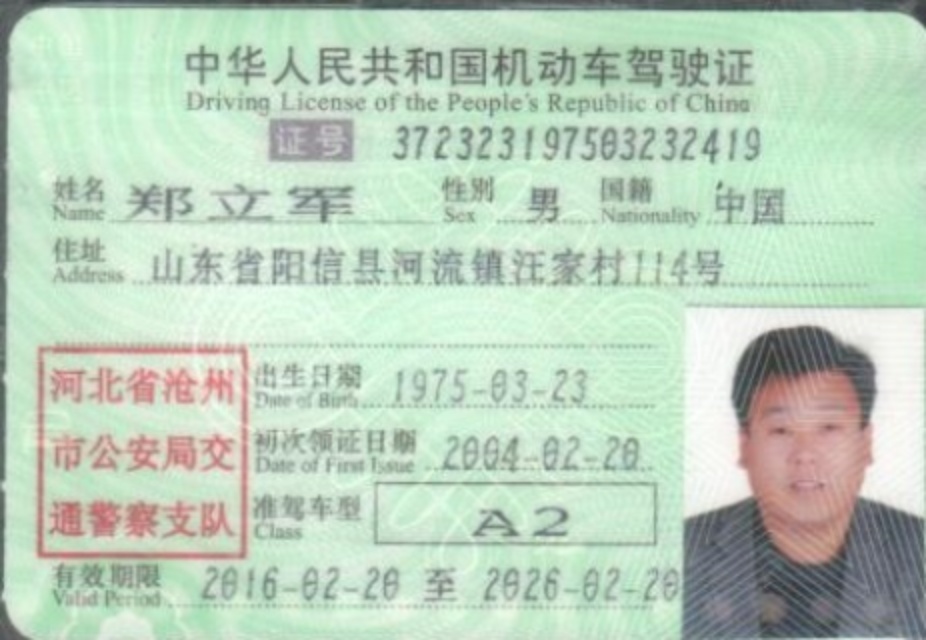 中华人民共和国机动车驾驶证
Driving License of the People's Republic of China
证号 372323197503232419
姓名 郑立军 性别 男 国籍 中国
Name Sex Nationality
住址 山东省阳信县河流镇汪家村114号
Address
河北省沧州
市公安局交
通警察支队
出生日期 1975-03-23
Date of Birth
初次领证日期 2004-02-20
Date of First Issue
准驾车型 A2
Class
有效期限 2016-02-20 至 2026-02-20
Valid Period